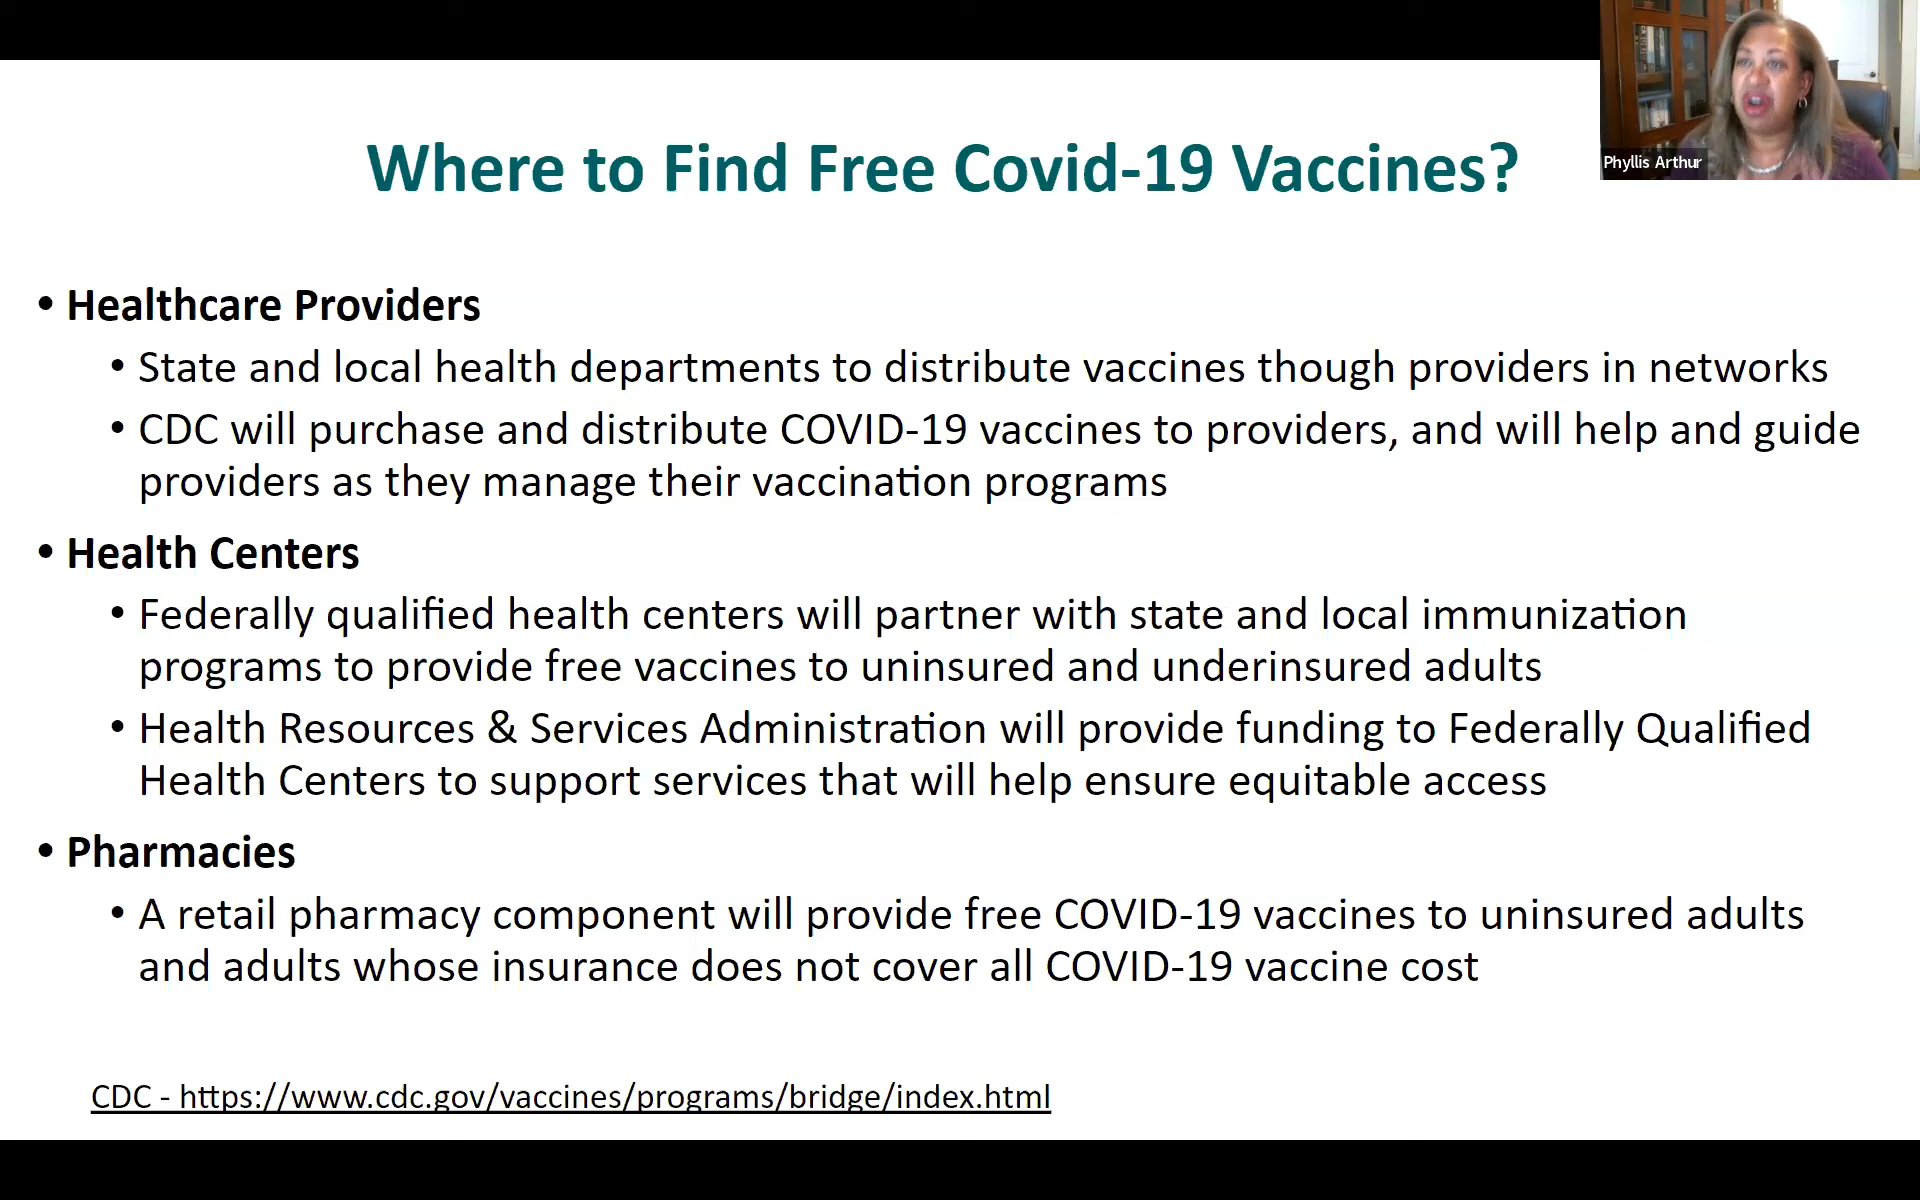 Where to Find Free Covid-19 Vaccines?
Phyllis Arthur
• Healthcare Providers
• State and local health departments to distribute vaccines though providers in networks
• CDC will purchase and distribute COVID-19 vaccines to providers, and will help and guide
providers as they manage their vaccination programs
• Health Centers
• Federally qualified health centers will partner with state and local immunization
programs to provide free vaccines to uninsured and underinsured adults
• Health Resources & Services Administration will provide funding to Federally Qualified
Health Centers to support services that will help ensure equitable access
• Pharmacies
• A retail pharmacy component will provide free COVID-19 vaccines to uninsured adults
and adults whose insurance does not cover all COVID-19 vaccine cost
CDC - https://www.cdc.gov/vaccines/programs/bridge/index.html